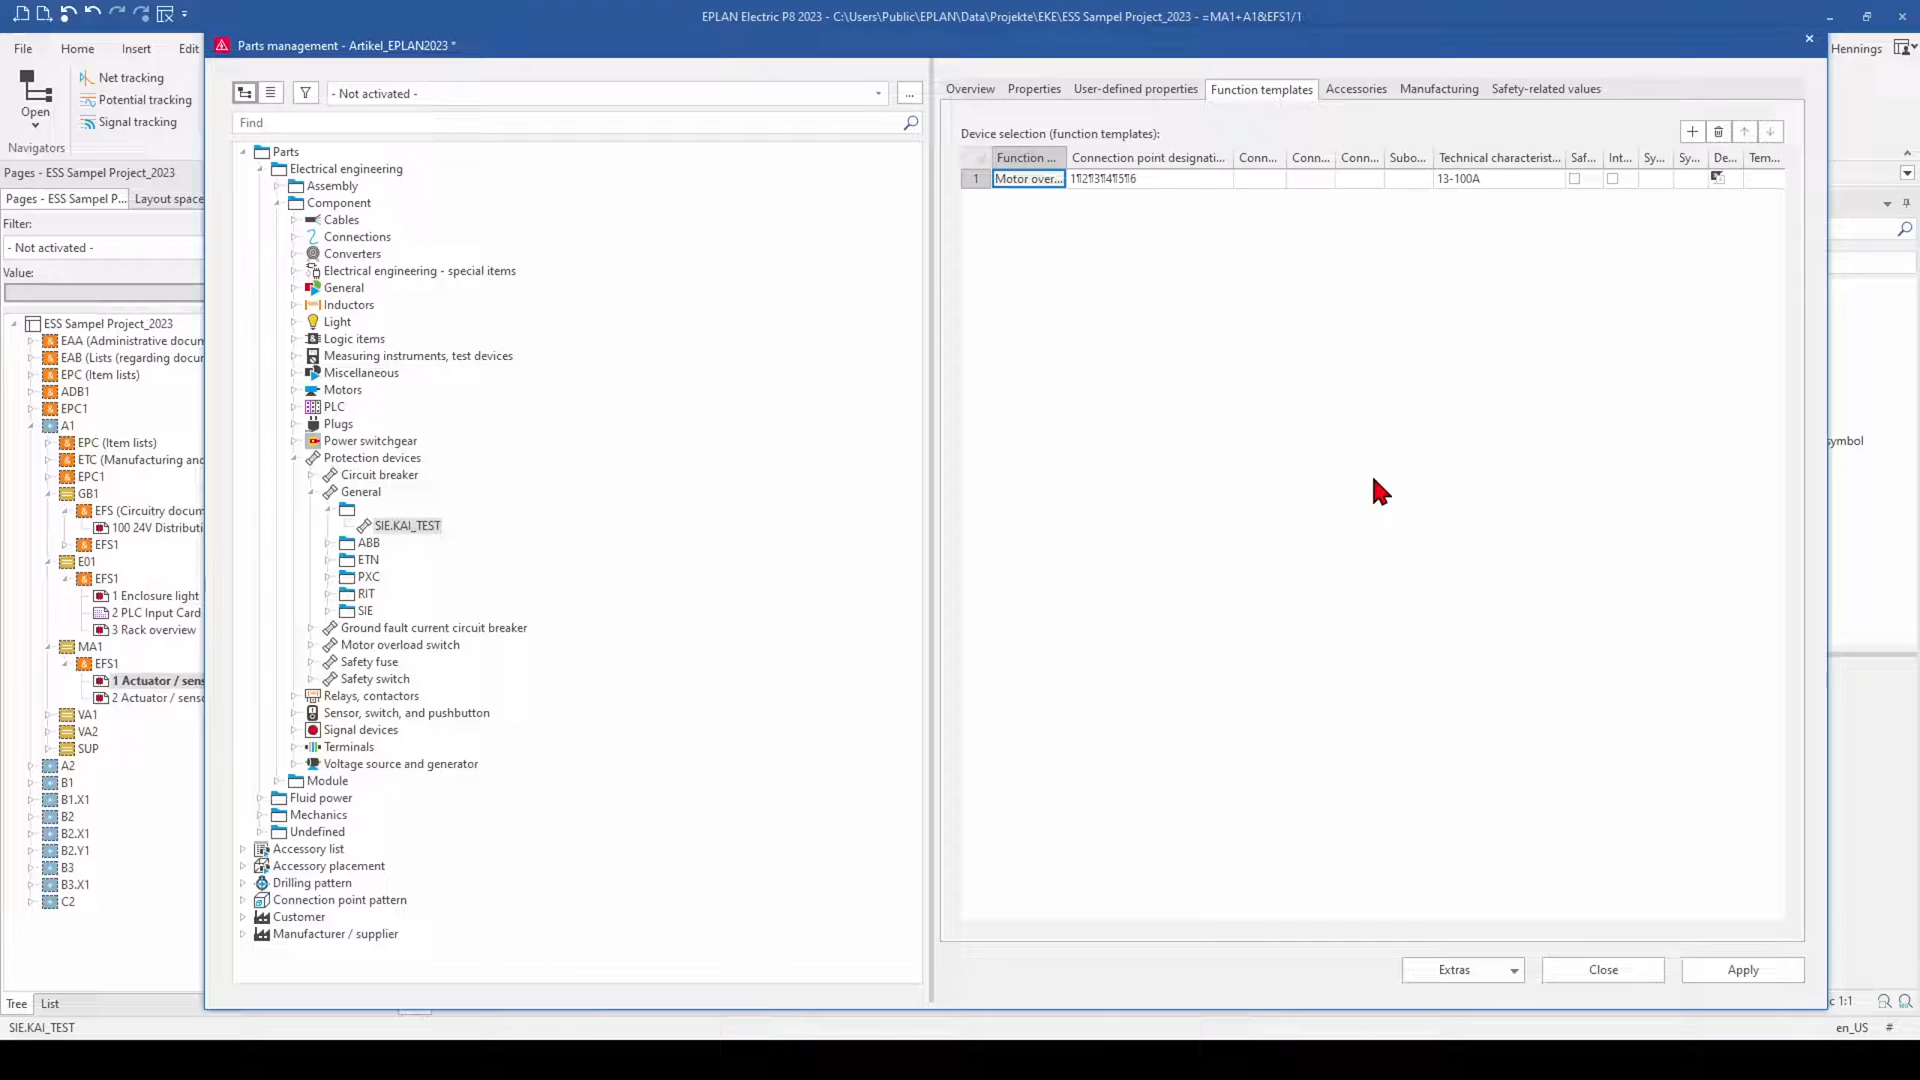 EPLAN Electric P8 2023 - C:\Users\Public\EPLAN\Data\Projekte\EKE\ESS Sampel Project_2023 - =MA1+A1&EFS1/1
File
Home
Insert
Edit
Hennings
Net tracking
Potential tracking
Signal tracking
Open
Navigators
Pages - ESS Sampel Project_2023
Pages - ESS Sampel P...
Layout space
Filter:
- Not activated -
Value:
ESS Sampel Project_2023
EAA (Administrative docun
EAB (Lists (regarding docur
EPC (Item lists)
ADB1
EPC1
A1
EPC (Item lists)
ETC (Manufacturing and
EPC1
GB1
EFS (Circuitry docum
100 24V Distributi
EFS1
E01
EFS1
1 Enclosure light
2 PLC Input Card
3 Rack overview
MA1
EFS1
1 Actuator / sens
2 Actuator / senso
VA1
VA2
SUP
A2
B1
B1.X1
B2
B2.X1
B2.Y1
B3
B3.X1
C2
Tree
List
SIE.KAI_TEST
Parts management - Artikel_EPLAN2023 *
- Not activated -
...
Find
Parts
Electrical engineering
Assembly
Component
Cables
Connections
Converters
Electrical engineering - special items
General
Inductors
Light
Logic items
Measuring instruments, test devices
Miscellaneous
Motors
PLC
Plugs
Power switchgear
Protection devices
Circuit breaker
General
SIE.KAI_TEST
ABB
ETN
PXC
RIT
SIE
Ground fault current circuit breaker
Motor overload switch
Safety fuse
Safety switch
Relays, contactors
Sensor, switch, and pushbutton
Signal devices
Terminals
Voltage source and generator
Module
Fluid power
Mechanics
Undefined
Accessory list
Accessory placement
Drilling pattern
Connection point pattern
Customer
Manufacturer / supplier
Overview
Properties
User-defined properties
Function templates
Accessories
Manufacturing
Safety-related values
Device selection (function templates):
Function ...
Connection point designati...
Conn...
Conn...
Conn...
Subo...
Technical characterist...
Saf...
Int...
Sy...
Sy...
De...
Tem...
1
Motor over...
1¶2¶3¶4¶5¶6
13-100A
Extras
Close
Apply
symbol
c 1:1
en_US
#